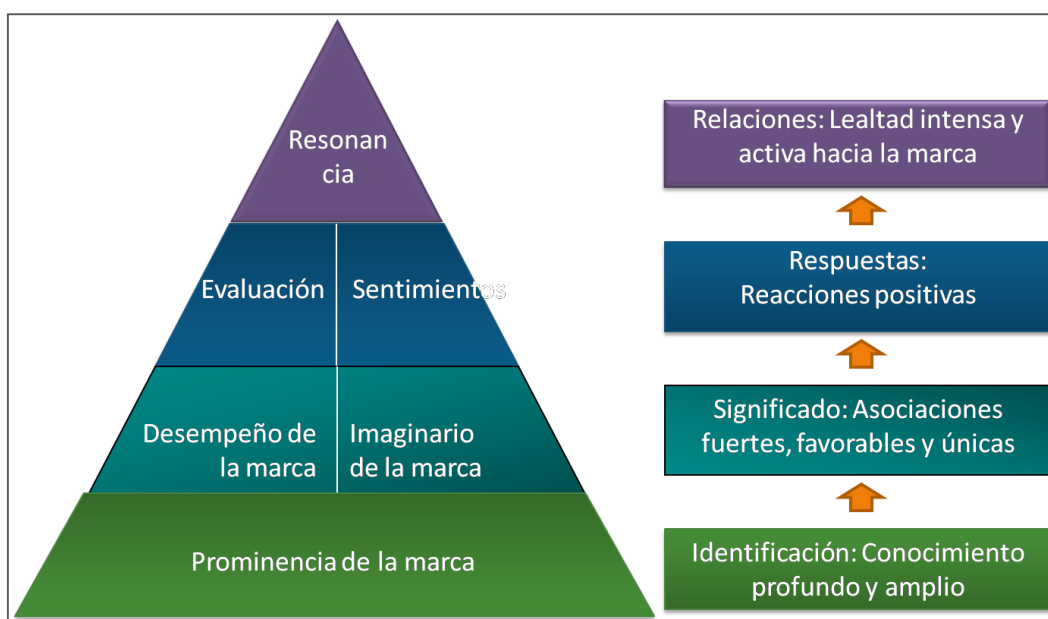 Resonan
cia
Evaluación
Sentimientos
Desempeño de
la marca
Imaginario
de la marca
Prominencia de la marca
Relaciones: Lealtad intensa y
activa hacia la marca
Respuestas:
Reacciones positivas
Significado: Asociaciones
fuertes, favorables y únicas
Identificación: Conocimiento
profundo y amplio